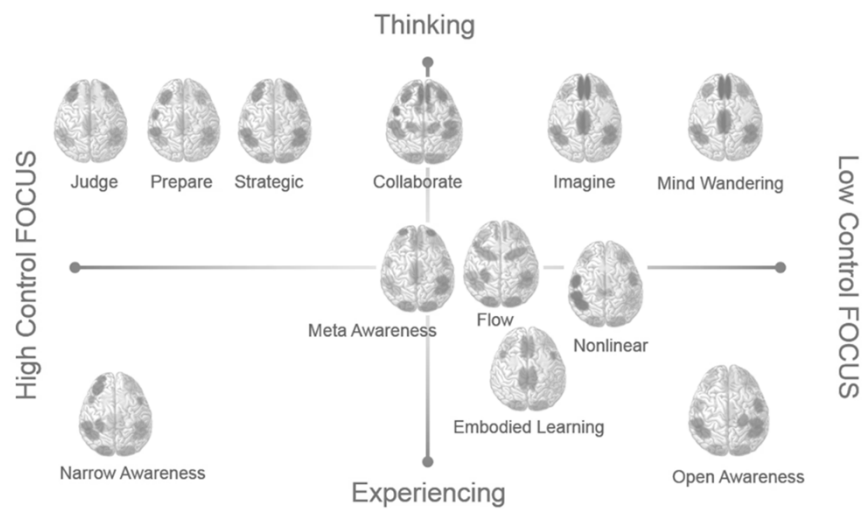 Thinking
Judge
Prepare
Strategic
Collaborate
Imagine
Mind Wandering
High Control FOCUS
Low Control FOCUS
Meta Awareness
Flow
Nonlinear
Embodied Learning
Narrow Awareness
Open Awareness
Experiencing